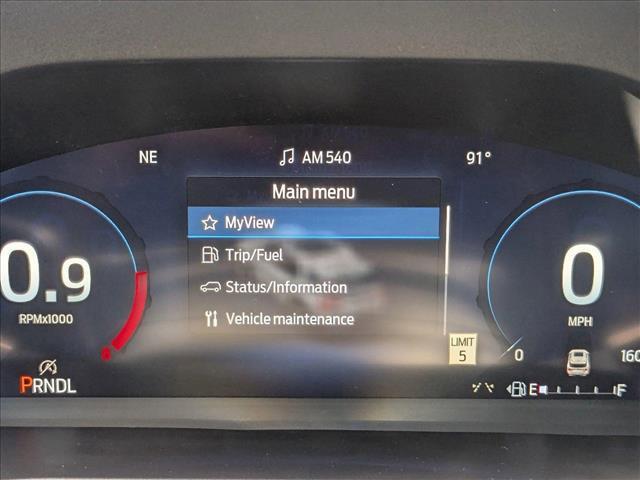 NE
AM 540
91°
Main menu
MyView
Trip/Fuel
Status/Information
Vehicle maintenance
0.9
RPMx1000
0
MPH
LIMIT
5
0
160
PRNDL
E
F